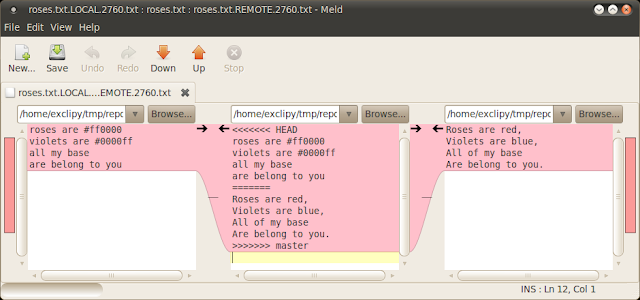 roses.txt.LOCAL.2760.txt : roses.txt : roses.txt.REMOTE.2760.txt - Meld
File Edit View Help
New... Save Undo Redo Down Up Stop
roses.txt.LOCAL....EMOTE.2760.txt
/home/exclipy/tmp/repo Browse... /home/exclipy/tmp/repo Browse... /home/exclipy/tmp/repo Browse...
roses are #ff0000
violets are #0000ff
all my base
are belong to you
<<<<<<< HEAD
roses are #ff0000
violets are #0000ff
all my base
are belong to you
=======
Roses are red,
Violets are blue,
All of my Base
Are Belong to you.
>>>>>>> master
Roses are red,
Violets are blue,
All of my Base
Are Belong to you.
INS : Ln 12, Col 1